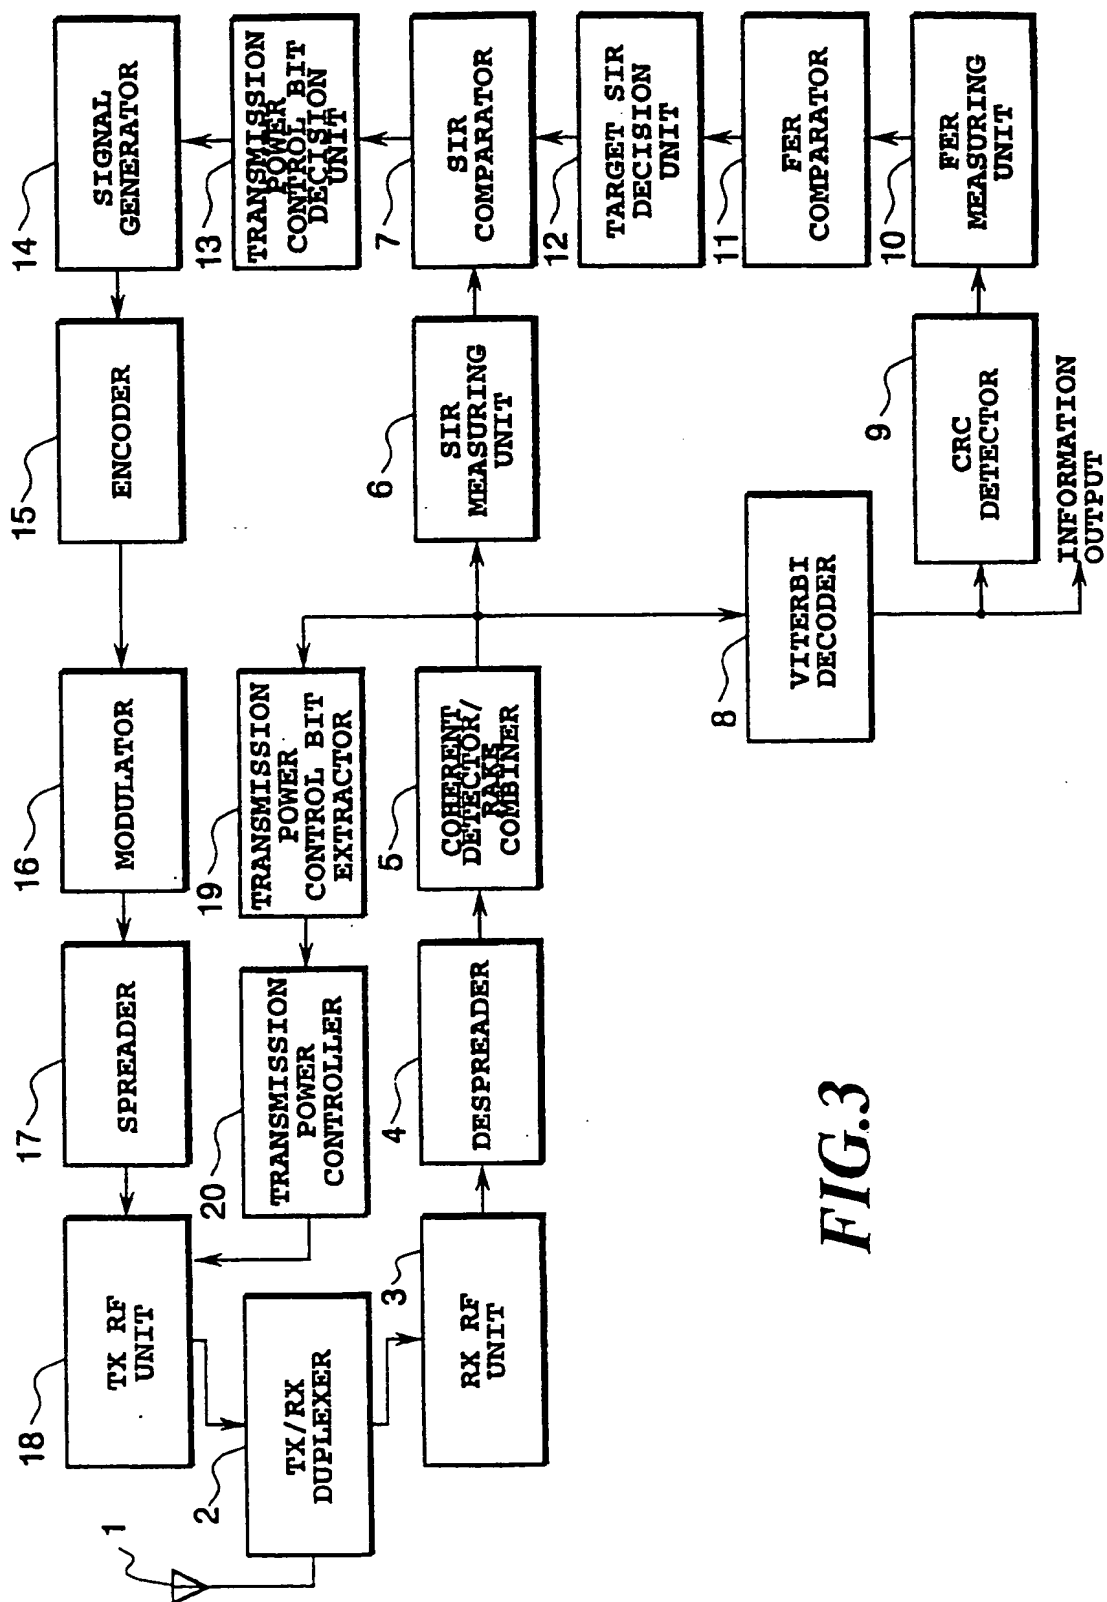 14
SIGNAL
GENERATOR
15
ENCODER
16
MODULATOR
17
SPREADER
18
TX RF
UNIT
13
TRANSMISSION
POWER
CONTROL BIT
DECISION
UNIT
19
TRANSMISSION
POWER
CONTROL BIT
EXTRACTOR
20
TRANSMISSION
POWER
CONTROLLER
1
2
TX/RX
DUPLEXER
7
SIR
COMPARATOR
6
SIR
MEASURING
UNIT
5
COHERENT
DETECTOR/
RAKE
COMBINER
4
DESPREADER
3
RX RF
UNIT
12
TARGET SIR
DECISION
UNIT
11
FER
COMPARATOR
8
VITERBI
DECODER
10
FER
MEASURING
UNIT
9
CRC
DETECTOR
INFORMATION
OUTPUT
FIG.3